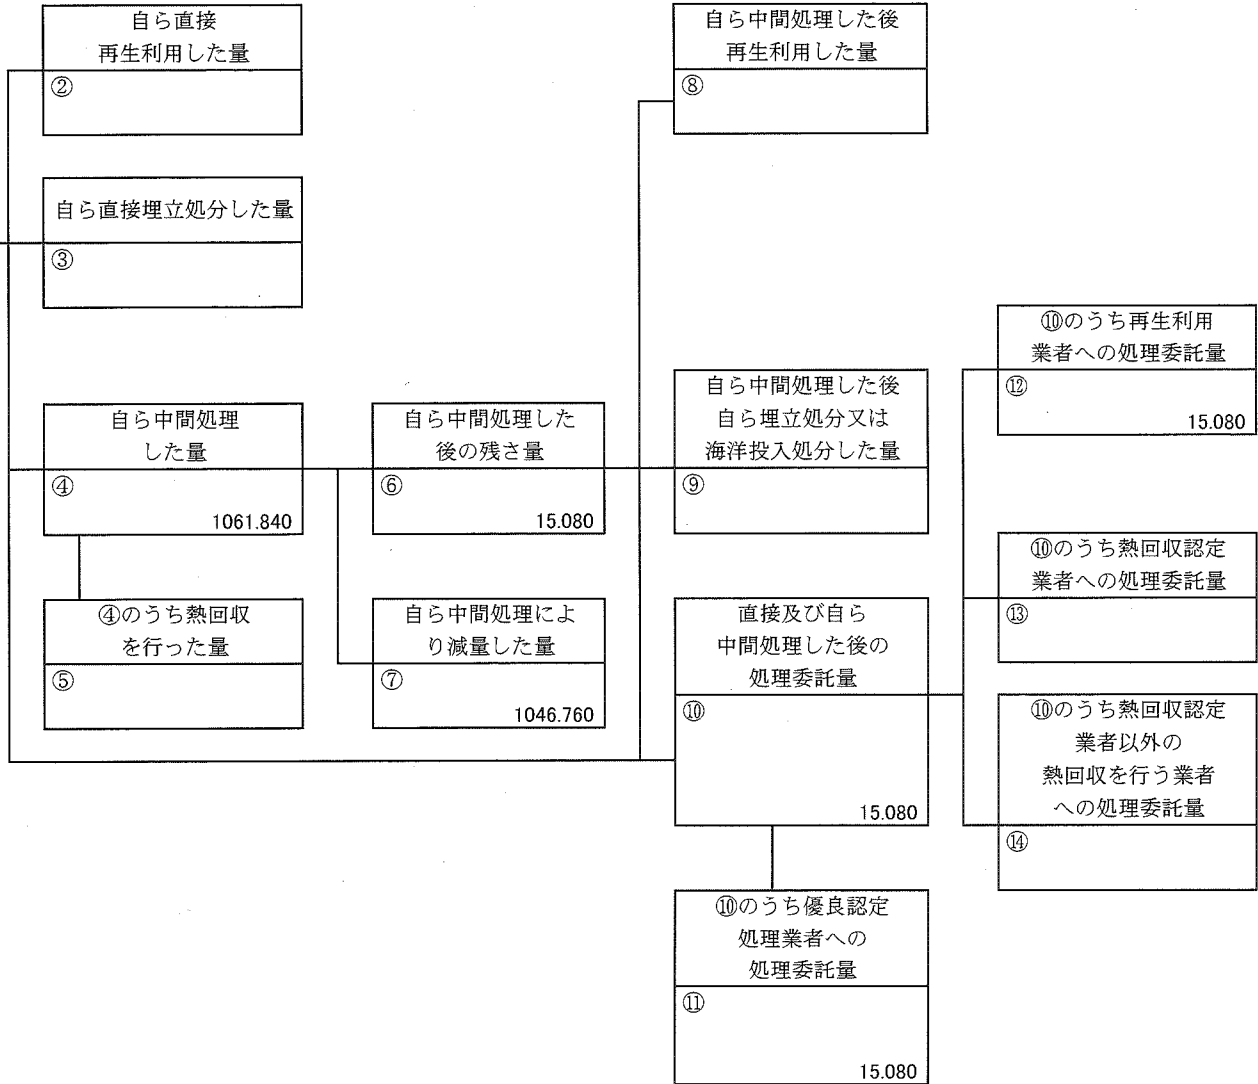 自ら直接
再生利用した量
②
自ら中間処理した後
再生利用した量
⑧
自ら直接埋立処分した量
③
⑩のうち再生利用
業者への処理委託量
⑫
15.080
自ら中間処理
した量
④
1061.840
自ら中間処理した
後の残さ量
⑥
15.080
自ら中間処理した後
自ら埋立処分又は
海洋投入処分した量
⑨
⑩のうち熱回収認定
業者への処理委託量
⑬
④のうち熱回収
を行った量
⑤
自ら中間処理によ
り減量した量
⑦
1046.760
直接及び自ら
中間処理した後の
処理委託量
⑩
15.080
⑩のうち熱回収認定
業者以外の
熱回収を行う業者
への処理委託量
⑭
⑩のうち優良認定
処理業者への
処理委託量
⑪
15.080